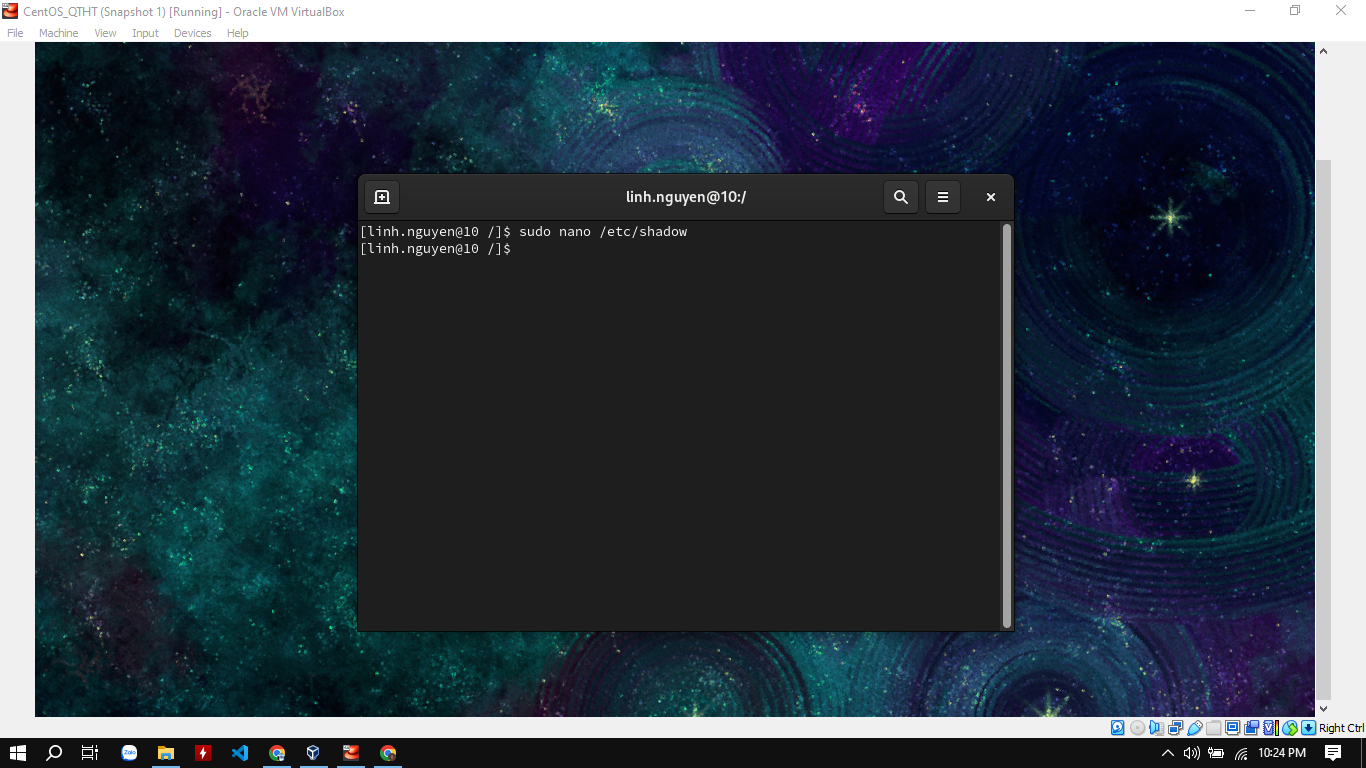 CentOS_QTHT (Snapshot 1) [Running] - Oracle VM VirtualBox
File Machine View Input Devices Help
linh.nguyen@10:/
[linh.nguyen@10 /]$ sudo nano /etc/shadow
[linh.nguyen@10 /]$
Right Ctrl
Zalo
10:24 PM